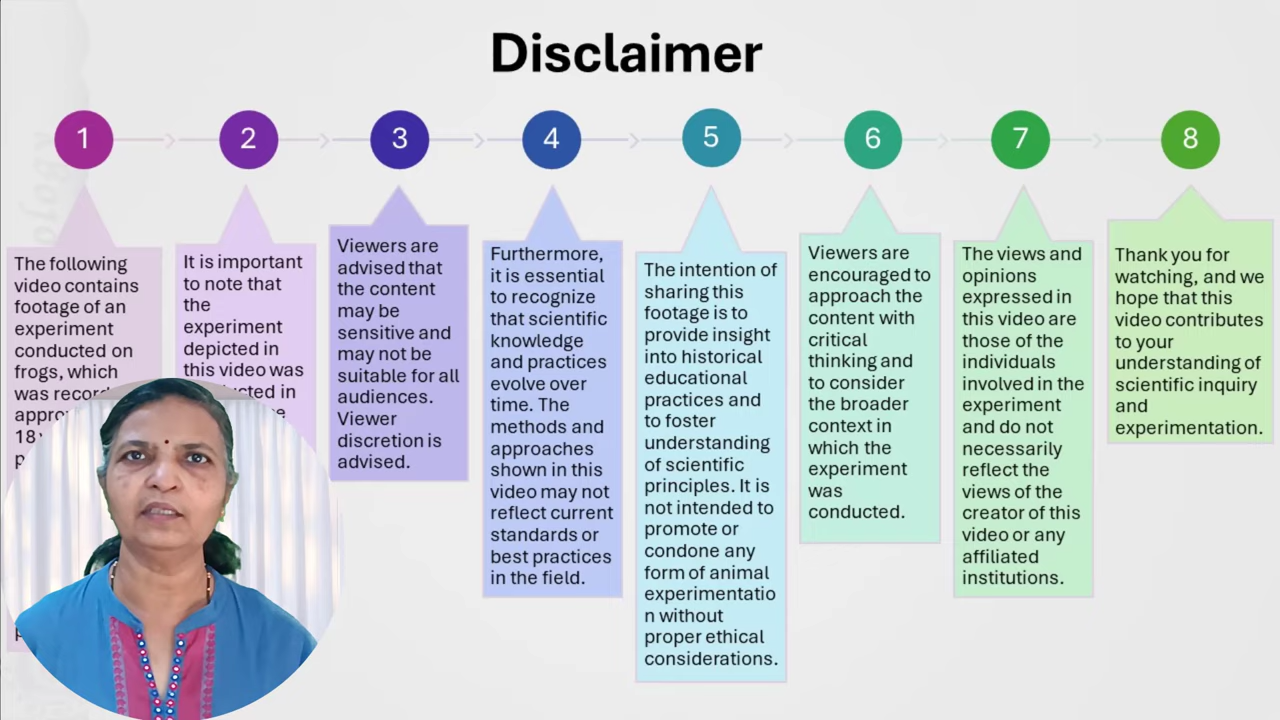 Disclaimer
1
2
3
4
5
6
7
8
The following
video contains
footage of an
experiment
conducted on
frogs, which
was
18
It is important
to note that
the
experiment
depicted in
this video was
in
Viewers are
advised that
the content
may be
sensitive and
may not be
suitable for all
audiences.
Viewer
discretion is
advised.
Furthermore,
it is essential
to recognize
that scientific
knowledge
and practices
evolve over
time. The
methods and
approaches
shown in this
video may not
reflect current
standards or
best practices
in the field.
The intention of
sharing this
footage is to
provide insight
into historical
educational
practices and
to foster
understanding
of scientific
principles. It is
not intended to
promote or
condone any
form of animal
experimentatio
n without
proper ethical
considerations.
Viewers are
encouraged to
approach the
content with
critical
thinking and
to consider
the broader
context in
which the
experiment
was
conducted.
The views and
opinions
expressed in
this video are
those of the
individuals
involved in the
experiment
and do not
necessarily
reflect the
views of the
creator of this
video or any
affiliated
institutions.
Thank you for
watching, and we
hope that this
video contributes
to your
understanding of
scientific inquiry
and
experimentation.